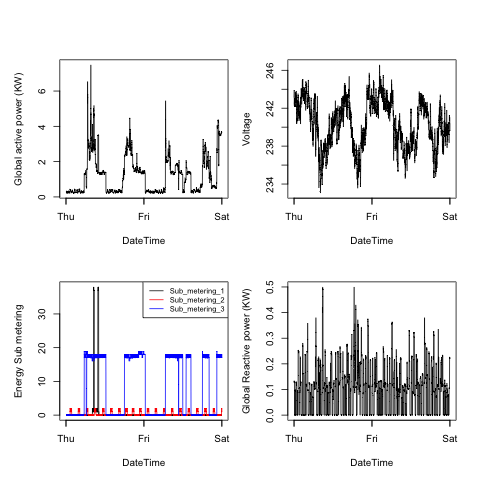 Global active power (KW)
0 2 4 6
Thu Fri Sat
DateTime
Voltage
234 238 242 246
Thu Fri Sat
DateTime
Energy Sub metering
0 10 20 30
Sub_metering_1
Sub_metering_2
Sub_metering_3
Thu Fri Sat
DateTime
Global Reactive power (KW)
0.0 0.1 0.2 0.3 0.4 0.5
Thu Fri Sat
DateTime